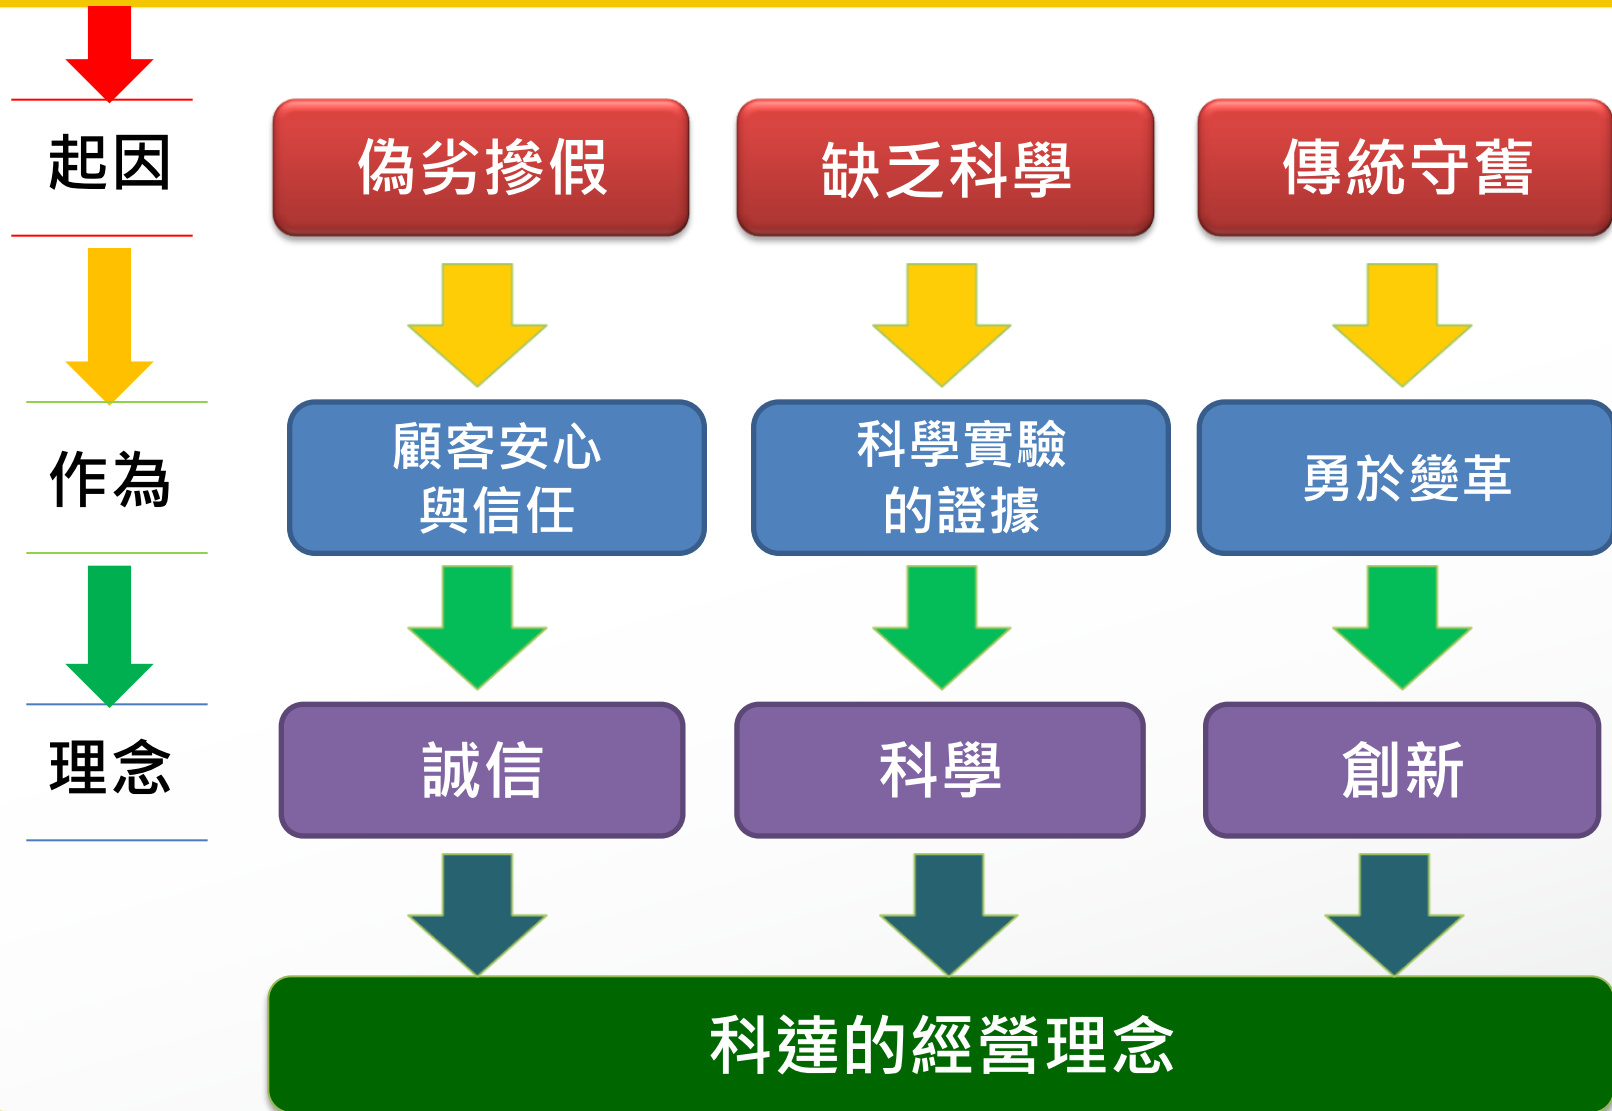 起因
偽劣摻假
缺乏科學
傳統守舊
作為
顧客安心
與信任
科學實驗
的證據
勇於變革
理念
誠信
科學
創新
科達的經營理念